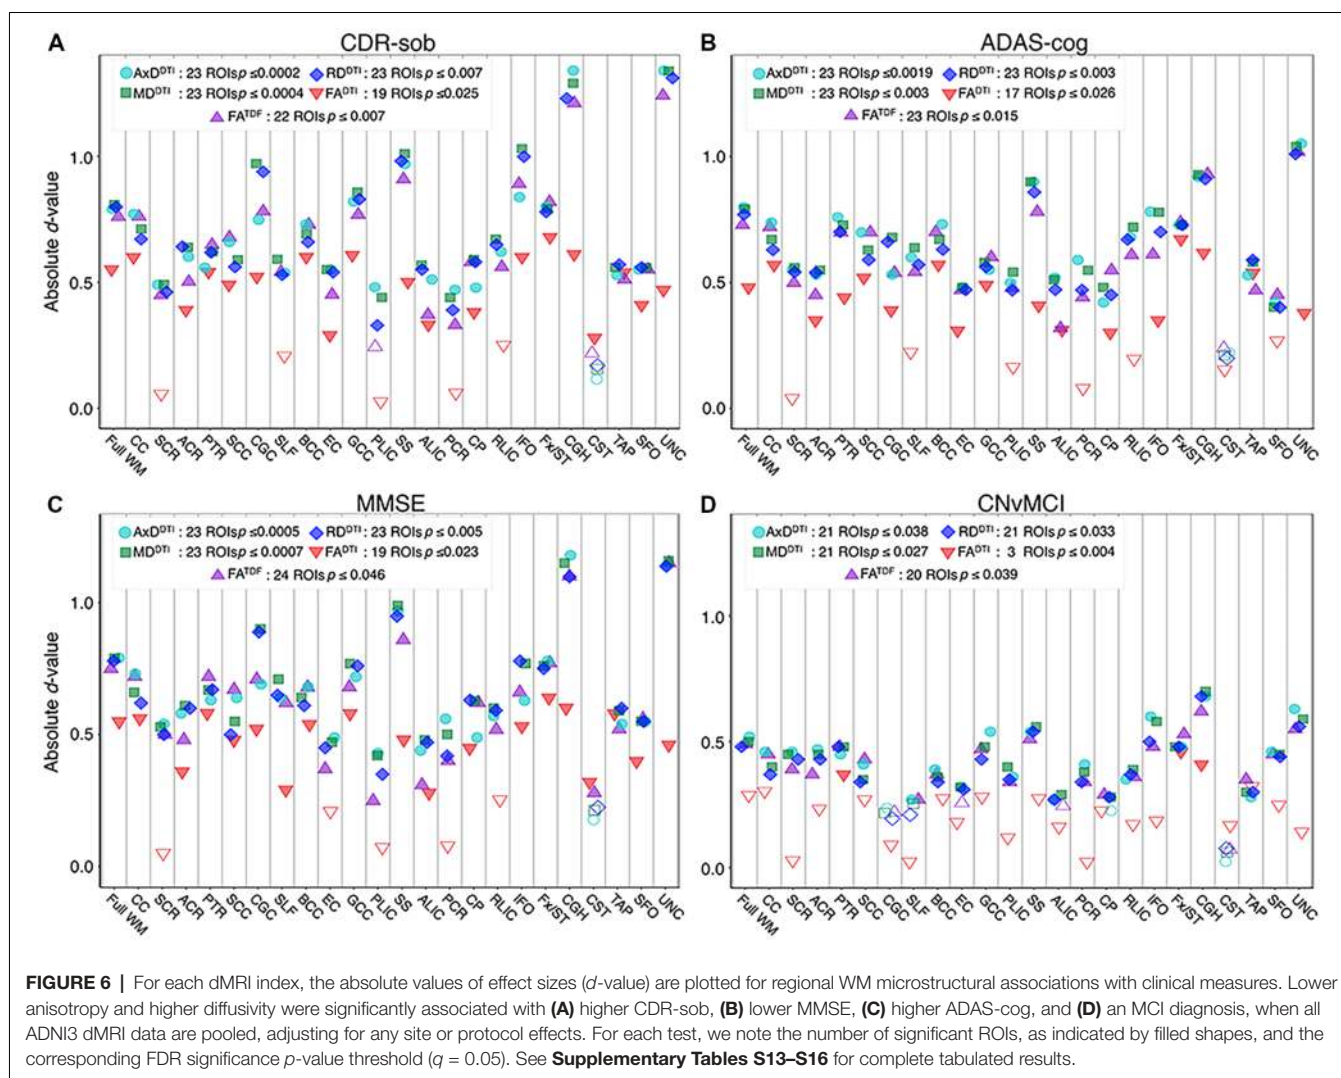 A CDR-sob
AxD^DTI : 23 ROIs p ≤0.0002 RD^DTI : 23 ROIs p ≤ 0.007
MD^DTI : 23 ROIs p ≤ 0.0004 FA^DTI : 19 ROIs p ≤0.025
FA^TDF : 22 ROIs p ≤ 0.007
Absolute d-value
1.0
0.5
0.0
Full WM CC SCR ACR PTR SCC CGC SLF BCC EC GCC PLIC SS ALIC PCR CP RLIC IFO Fx/ST CGH CST TAP SFO UNC
B ADAS-cog
AxD^DTI : 23 ROIs p ≤0.0019 RD^DTI : 23 ROIs p ≤ 0.003
MD^DTI : 23 ROIs p ≤ 0.003 FA^DTI : 17 ROIs p ≤ 0.026
FA^TDF : 23 ROIs p ≤ 0.015
1.0
0.5
0.0
Full WM CC SCR ACR PTR SCC CGC SLF BCC EC GCC PLIC SS ALIC PCR CP RLIC IFO Fx/ST CGH CST TAP SFO UNC
C MMSE
AxD^DTI : 23 ROIs p ≤0.0005 RD^DTI : 23 ROIs p ≤ 0.005
MD^DTI : 23 ROIs p ≤ 0.0007 FA^DTI : 19 ROIs p ≤0.023
FA^TDF : 24 ROIs p ≤ 0.046
Absolute d-value
1.0
0.5
0.0
Full WM CC SCR ACR PTR SCC CGC SLF BCC EC GCC PLIC SS ALIC PCR CP RLIC IFO Fx/ST CGH CST TAP SFO UNC
D CNvMCI
AxD^DTI : 21 ROIs p ≤ 0.038 RD^DTI : 21 ROIs p ≤ 0.033
MD^DTI : 21 ROIs p ≤ 0.027 FA^DTI : 3 ROIs p ≤ 0.004
FA^TDF : 20 ROIs p ≤ 0.039
1.0
0.5
0.0
Full WM CC SCR ACR PTR SCC CGC SLF BCC EC GCC PLIC SS ALIC PCR CP RLIC IFO Fx/ST CGH CST TAP SFO UNC
FIGURE 6 | For each dMRI index, the absolute values of effect sizes (d-value) are plotted for regional WM microstructural associations with clinical measures. Lower
anisotropy and higher diffusivity were significantly associated with (A) higher CDR-sob, (B) lower MMSE, (C) higher ADAS-cog, and (D) an MCI diagnosis, when all
ADNI3 dMRI data are pooled, adjusting for any site or protocol effects. For each test, we note the number of significant ROIs, as indicated by filled shapes, and the
corresponding FDR significance p-value threshold (q = 0.05). See Supplementary Tables S13–S16 for complete tabulated results.